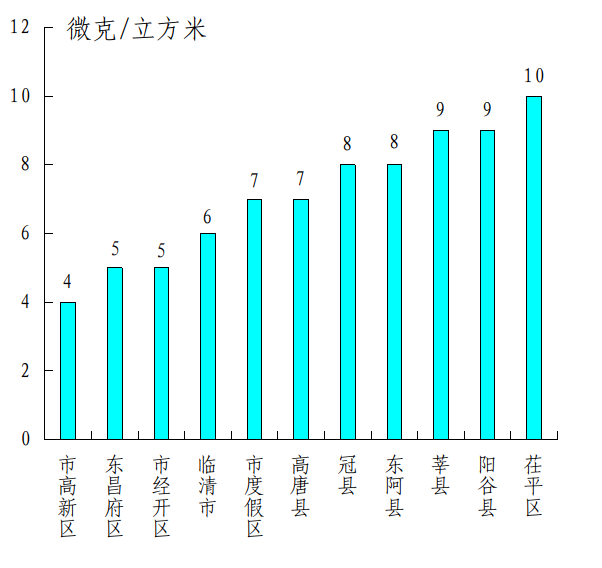 微克/立方米
12
10
8
6
4
2
0
4
5
5
6
7
7
8
8
9
9
10
市高新区
东昌府区
市经开区
临清市
市度假区
高唐县
冠县
东阿县
莘县
阳谷县
茌平区